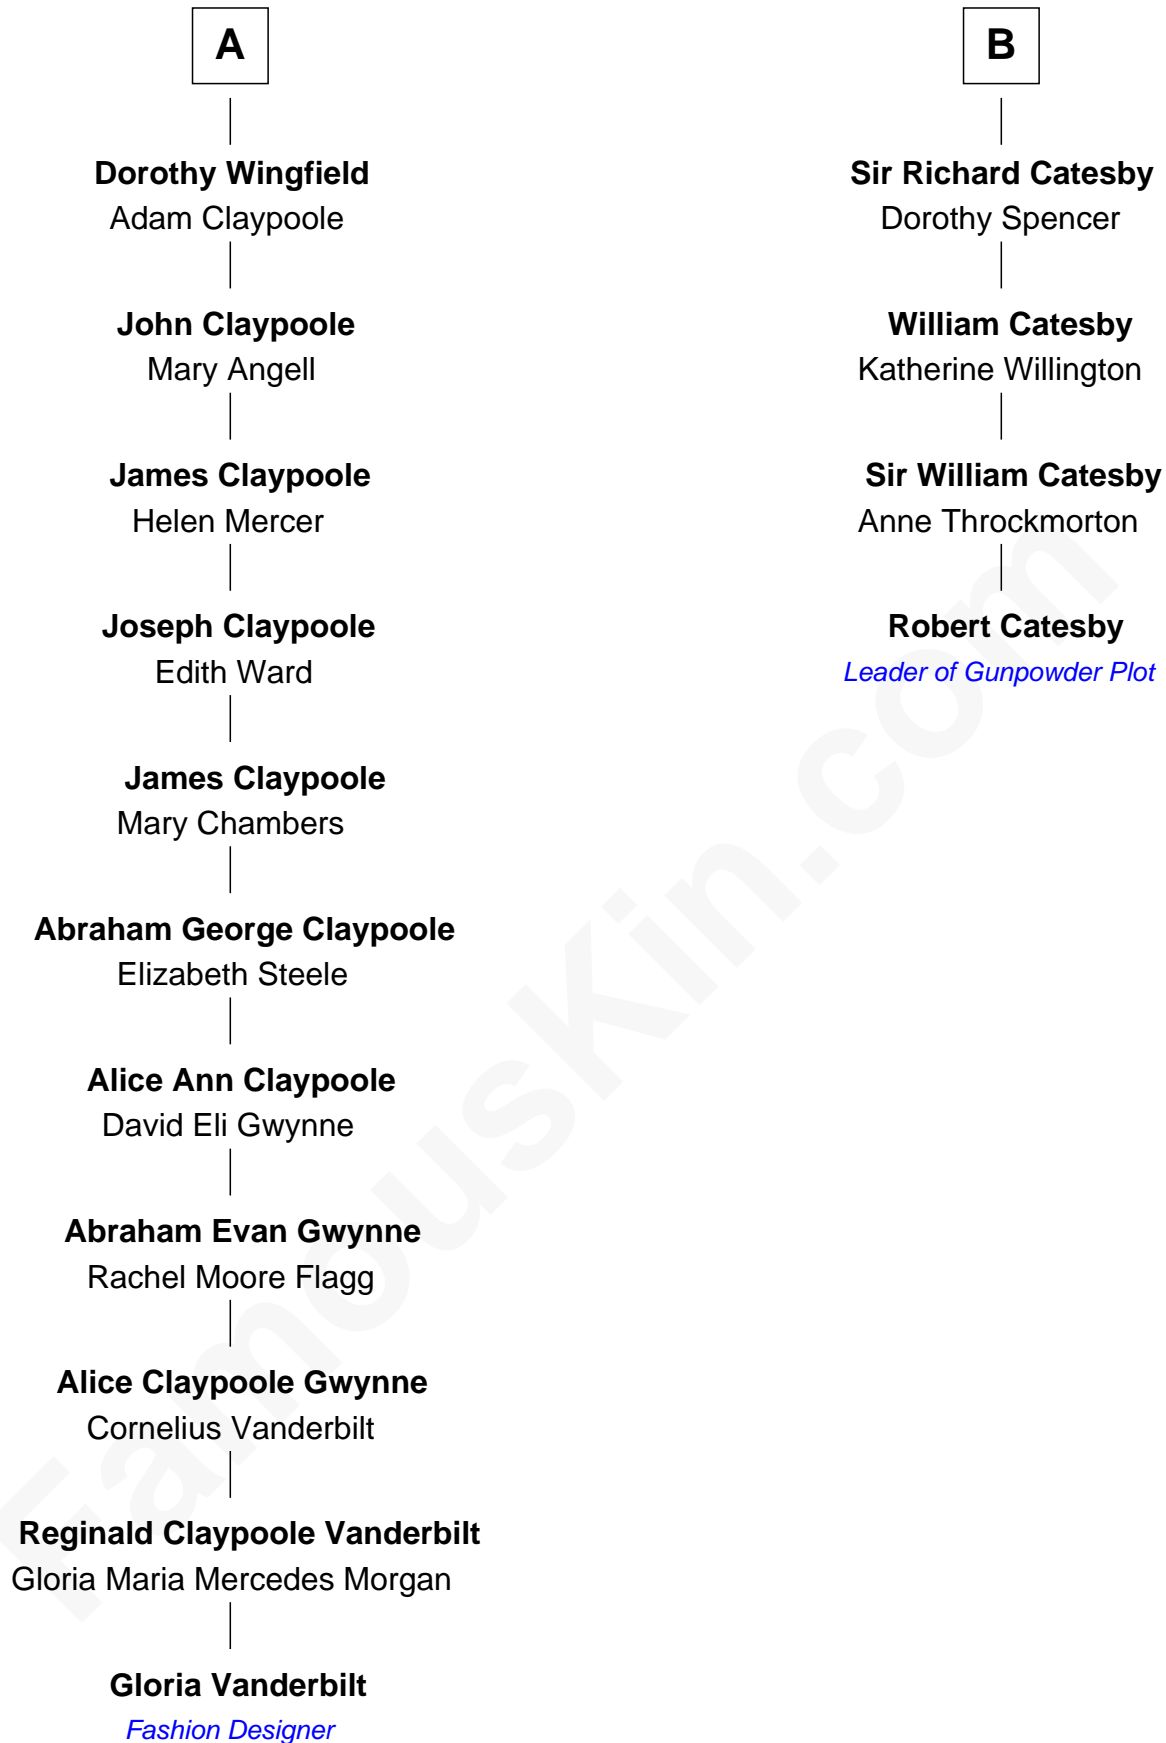 A
Dorothy Wingfield
Adam Claypoole
John Claypoole
Mary Angell
James Claypoole
Helen Mercer
Joseph Claypoole
Edith Ward
James Claypoole
Mary Chambers
Abraham George Claypoole
Elizabeth Steele
Alice Ann Claypoole
David Eli Gwynne
Abraham Evan Gwynne
Rachel Moore Flagg
Alice Claypoole Gwynne
Cornelius Vanderbilt
Reginald Claypoole Vanderbilt
Gloria Maria Mercedes Morgan
Gloria Vanderbilt
Fashion Designer
B
Sir Richard Catesby
Dorothy Spencer
William Catesby
Katherine Willington
Sir William Catesby
Anne Throckmorton
Robert Catesby
Leader of Gunpowder Plot
FamousKin.com